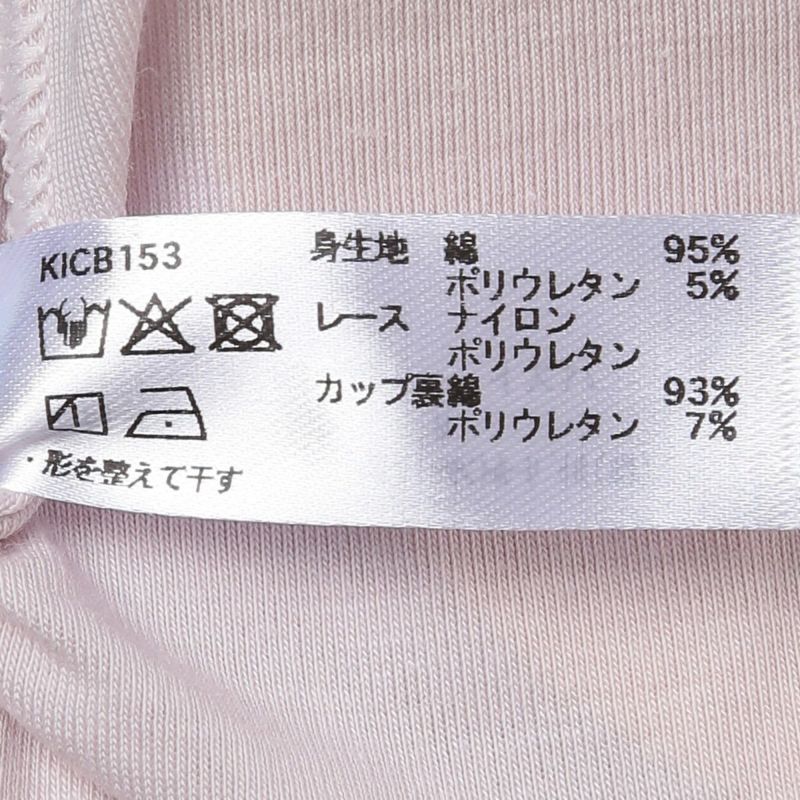 KICB153
・形を整えて干す
身生地 綿 95%
ポリウレタン 5%
レース ナイロン
ポリウレタン
カップ裏綿 93%
ポリウレタン 7%